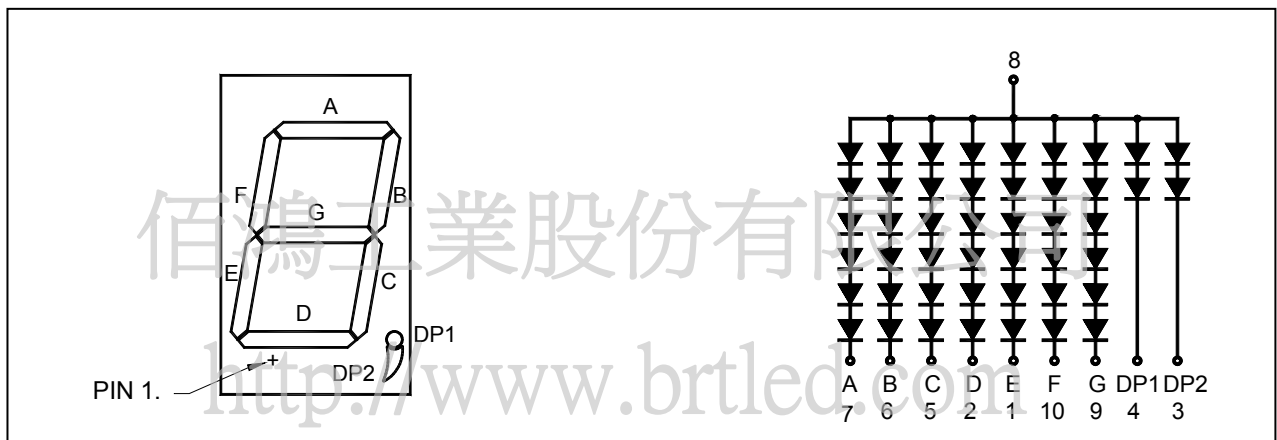 A
F
B
G
E
C
D
DP1
DP2
PIN 1.
+
8
A B C D E F G DP1 DP2
7 6 5 2 1 10 9 4 3
佰鴻工業股份有限公司
http://www.brtled.com